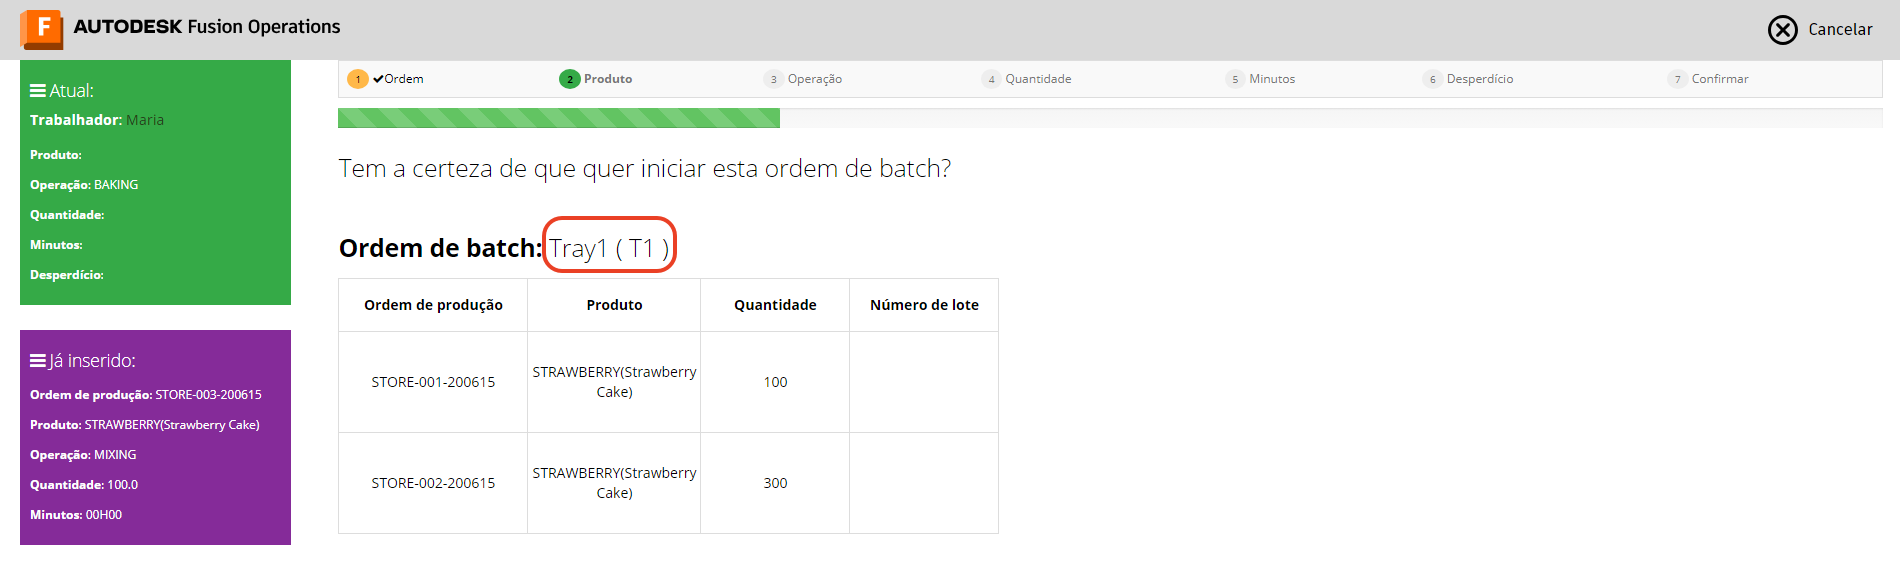 F AUTODESK Fusion Operations
Cancelar
1 Ordem 2 Produto 3 Operação 4 Quantidade 5 Minutos 6 Desperdício 7 Confirmar
Atual:
Trabalhador: Maria
Produto:
Operação: BAKING
Quantidade:
Minutos:
Desperdício:
Já inserido:
Ordem de produção: STORE-003-200615
Produto: STRAWBERRY(Strawberry Cake)
Operação: MIXING
Quantidade: 100.0
Minutos: 00H00
Tem a certeza de que quer iniciar esta ordem de batch?
Ordem de batch: Tray1 ( T1 )
Ordem de produção Produto Quantidade Número de lote
STORE-001-200615 STRAWBERRY(Strawberry
Cake) 100
STORE-002-200615 STRAWBERRY(Strawberry
Cake) 300